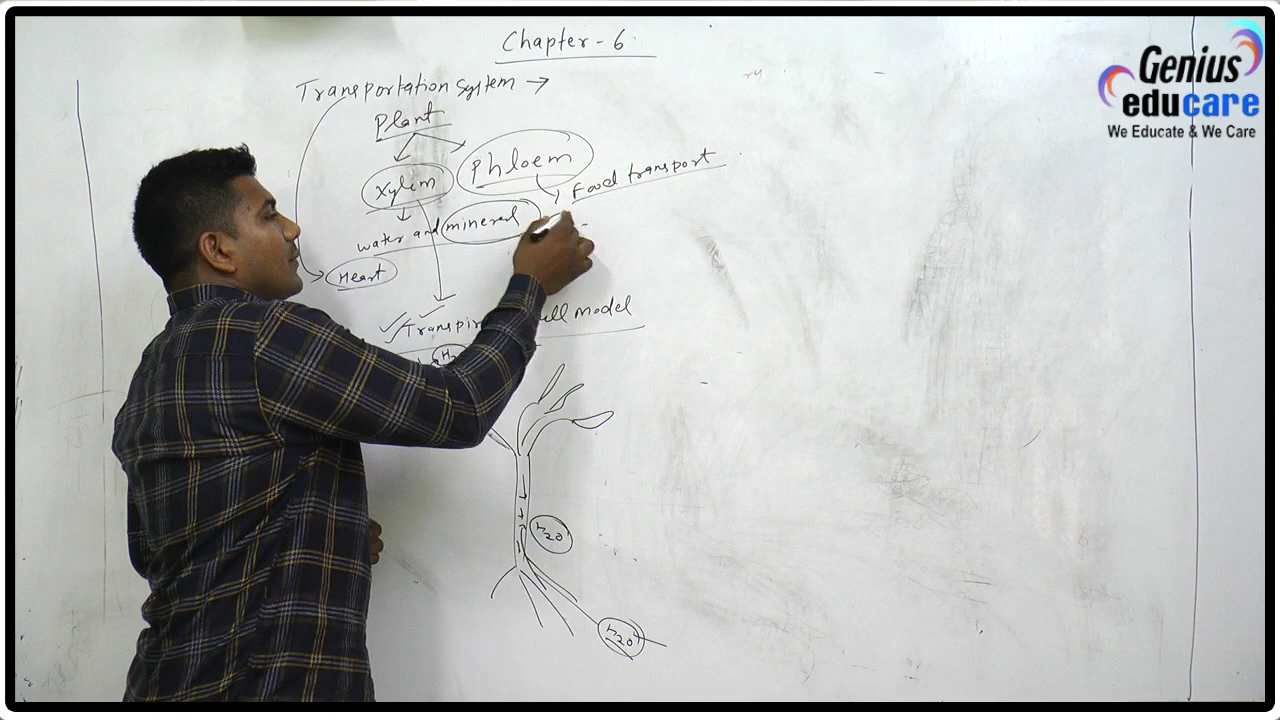 Chapter - 6
Transportation System →
Plant
Xylem
Phloem
Food transport
water and mineral
Heart
Pull Model
H2O
H2O
Genius
educare
We Educate & We Care